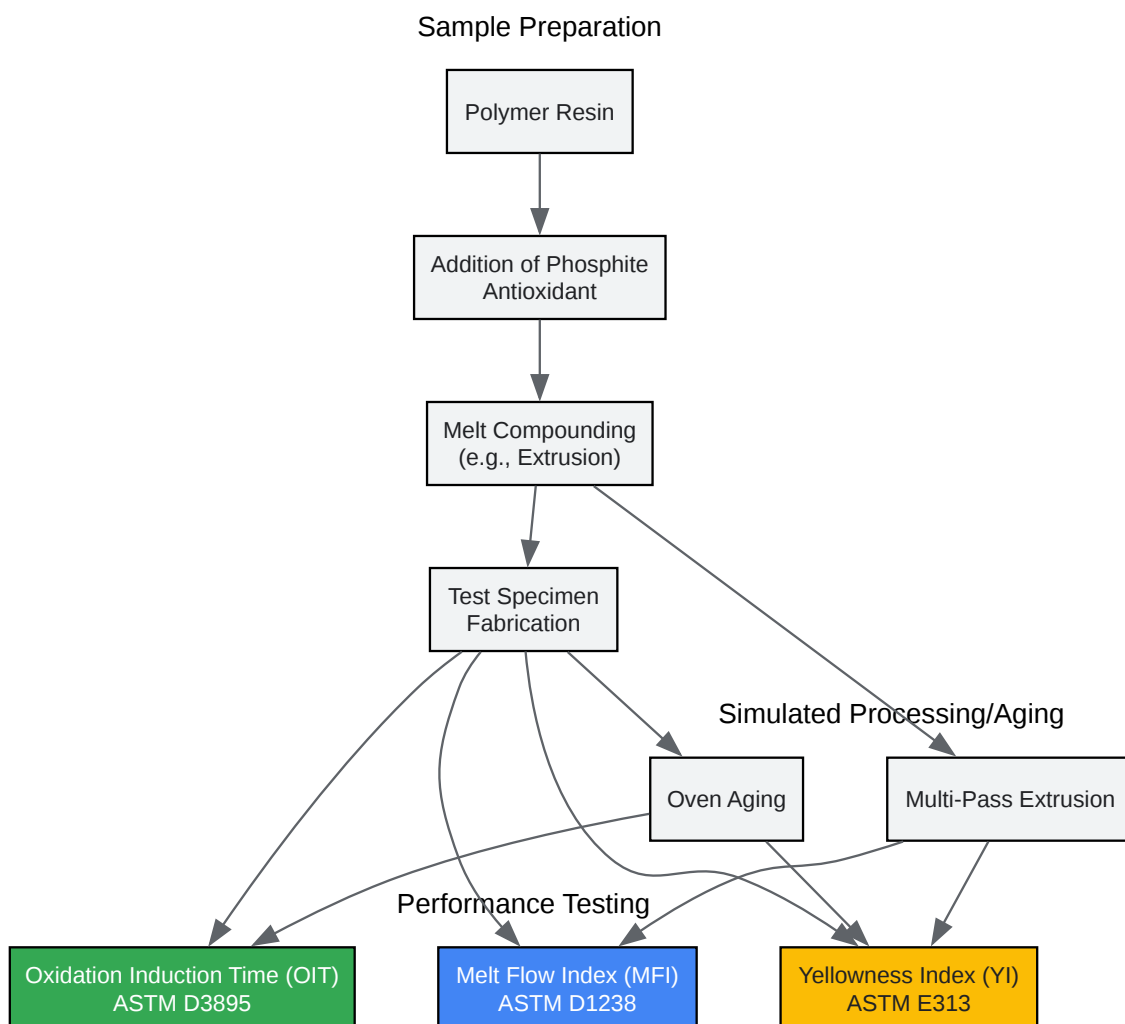 Sample Preparation
Polymer Resin
Addition of Phosphite
Antioxidant
Melt Compounding
(e.g., Extrusion)
Test Specimen
Fabrication
Simulated Processing/Aging
Oven Aging
Multi-Pass Extrusion
Performance Testing
Oxidation Induction Time (OIT)
ASTM D3895
Melt Flow Index (MFI)
ASTM D1238
Yellowness Index (YI)
ASTM E313